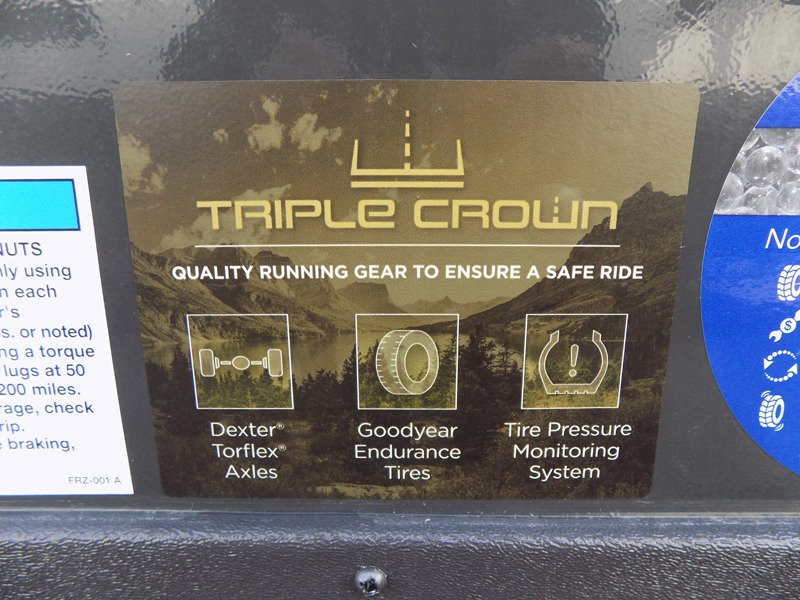 TRIPLE CROWN
QUALITY RUNNING GEAR TO ENSURE A SAFE RIDE
Dexter®
Torflex®
Axles
Goodyear
Endurance
Tires
Tire Pressure
Monitoring
System
NUTS
using
n each
r's
s. or noted)
ng a torque
lugs at 50
200 miles.
rage, check
rip.
braking,
FRZ-001 A
No
$